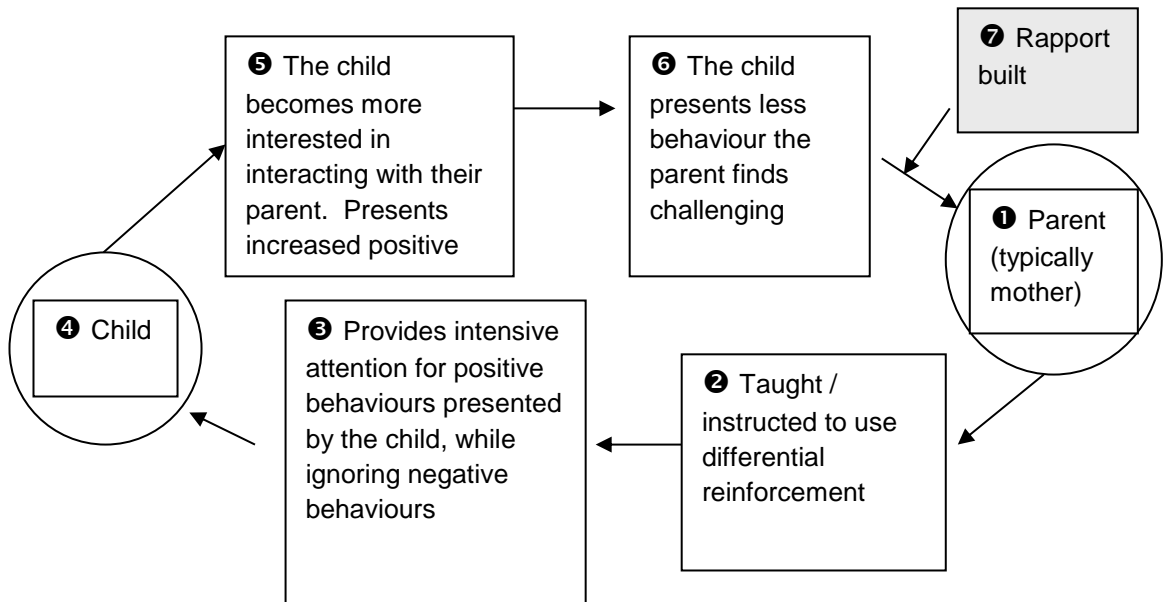 ❺ The child
becomes more
interested in
interacting with their
parent.  Presents
increased positive
❻ The child
presents less
behaviour the
parent finds
challenging
❼ Rapport
built
❶ Parent
(typically
mother)
❹ Child
❸ Provides intensive
attention for positive
behaviours presented
by the child, while
ignoring negative
behaviours
❷ Taught /
instructed to use
differential
reinforcement